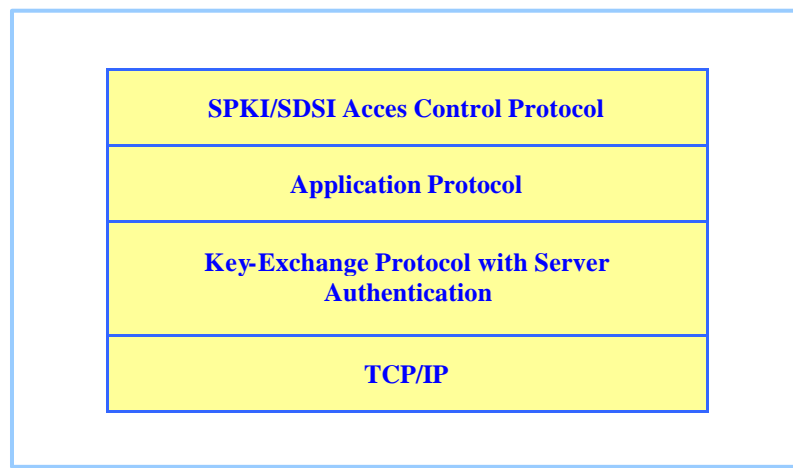 SPKI/SDSI Acces Control Protocol
Application Protocol
Key-Exchange Protocol with Server
Authentication
TCP/IP